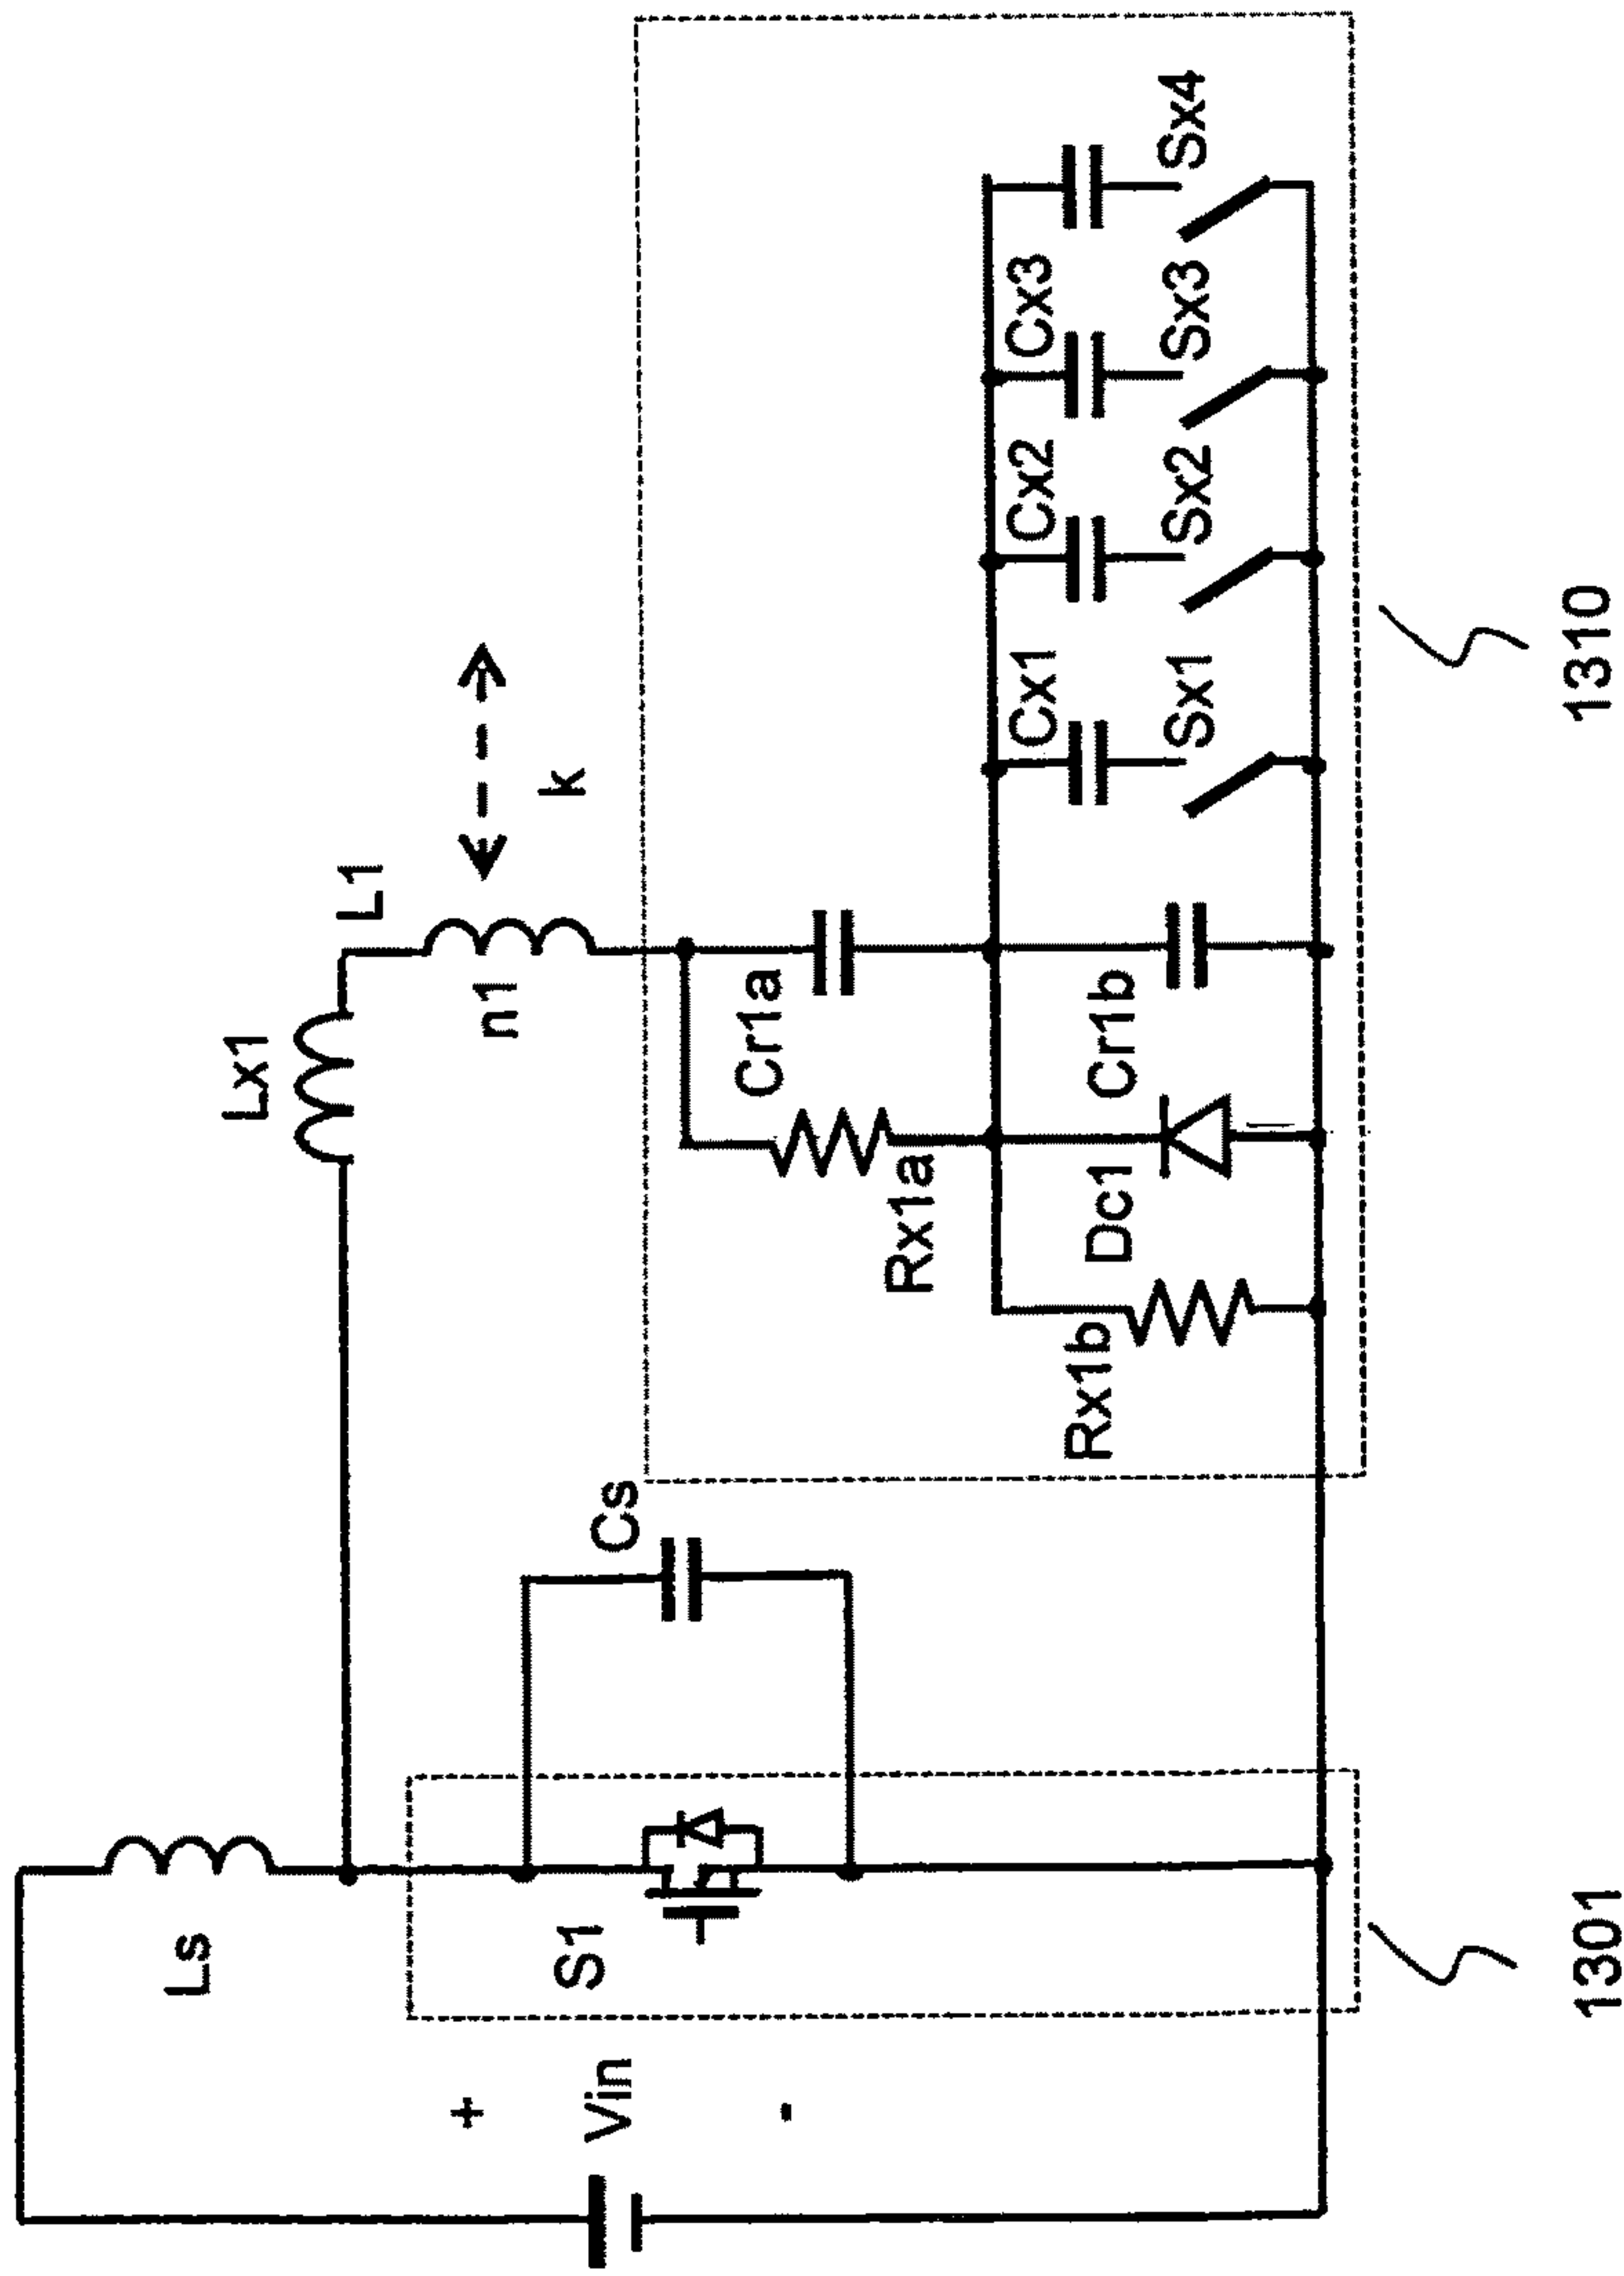 Ls
Lx1
L1
n1
k
+
Vin
-
S1
Cs
Cr1a
Rx1a
Cx1
Cx2
Cx3
Rx1b
Dc1
Cr1b
Sx1
Sx2
Sx3
Sx4
1301
1310